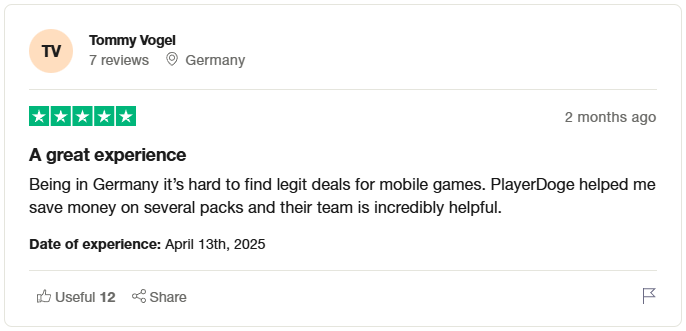 TV
Tommy Vogel
7 reviews Germany
2 months ago
A great experience
Being in Germany it's hard to find legit deals for mobile games. PlayerDoge helped me
save money on several packs and their team is incredibly helpful.
Date of experience: April 13th, 2025
Useful 12 Share